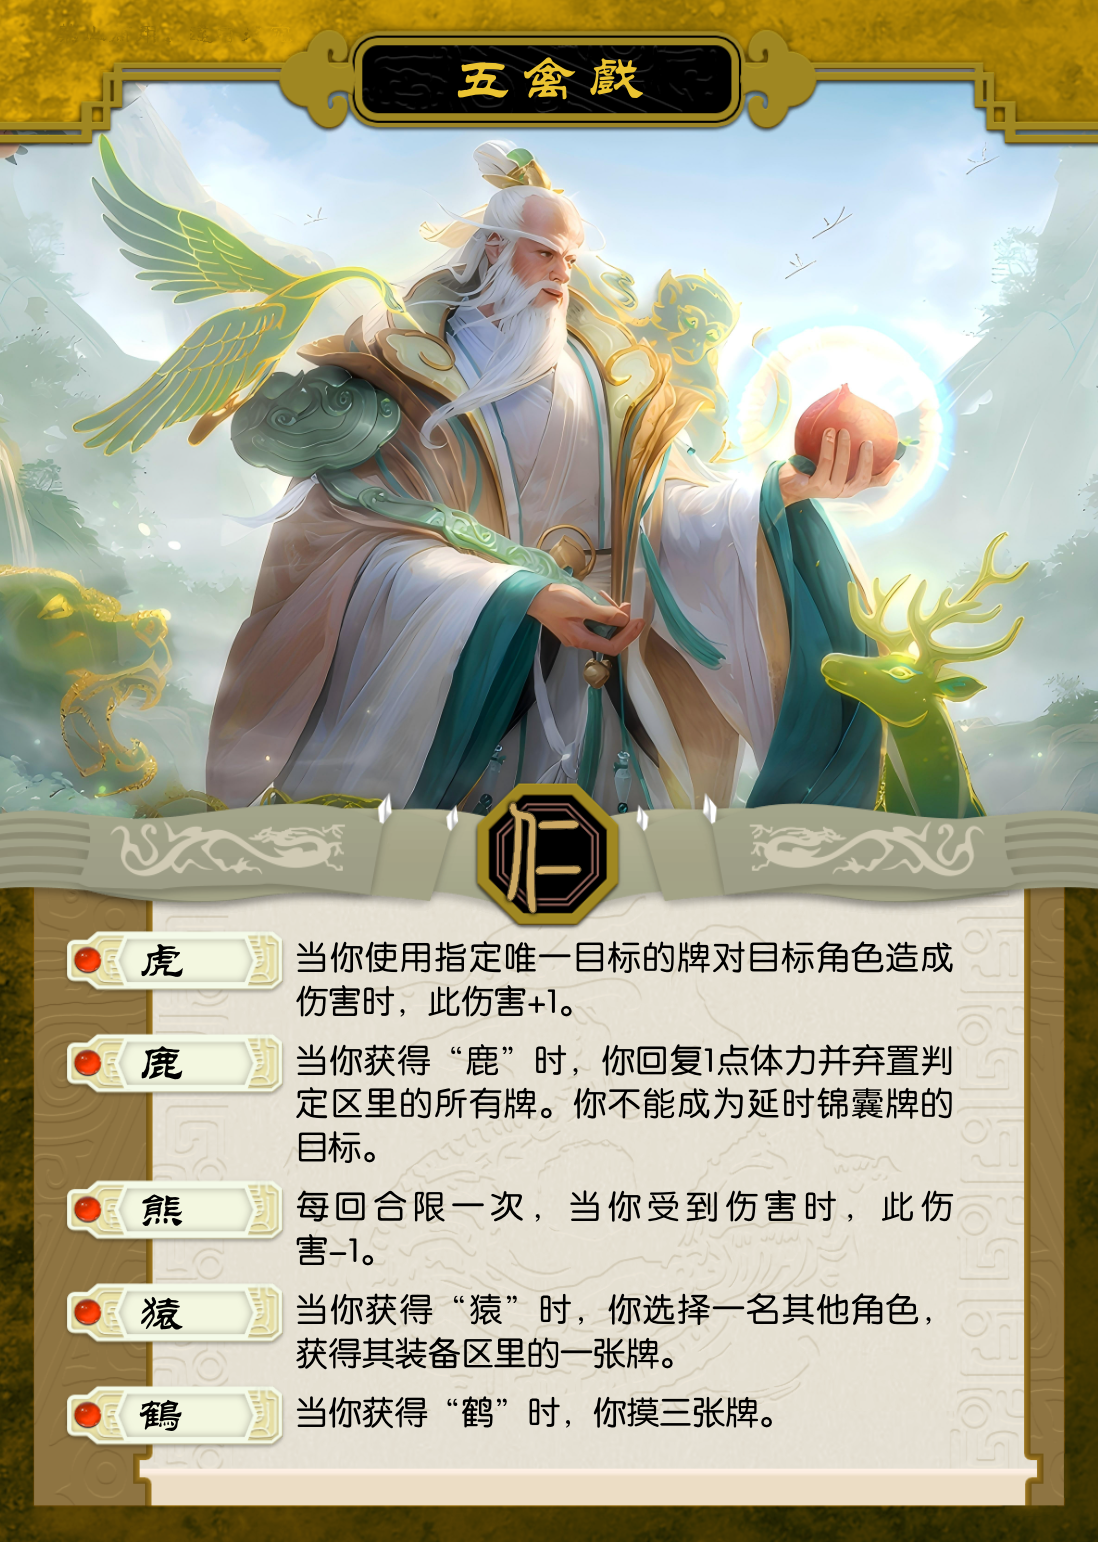 五禽戲
仁
虎
当你使用指定唯一目标的牌对目标角色造成
伤害时，此伤害+1。
鹿
当你获得“鹿”时，你回复1点体力并弃置判
定区里的所有牌。你不能成为延时锦囊牌的
目标。
熊
每回合限一次，当你受到伤害时，此伤
害-1。
猿
当你获得“猿”时，你选择一名其他角色，
获得其装备区里的一张牌。
鶴
当你获得“鹤”时，你摸三张牌。